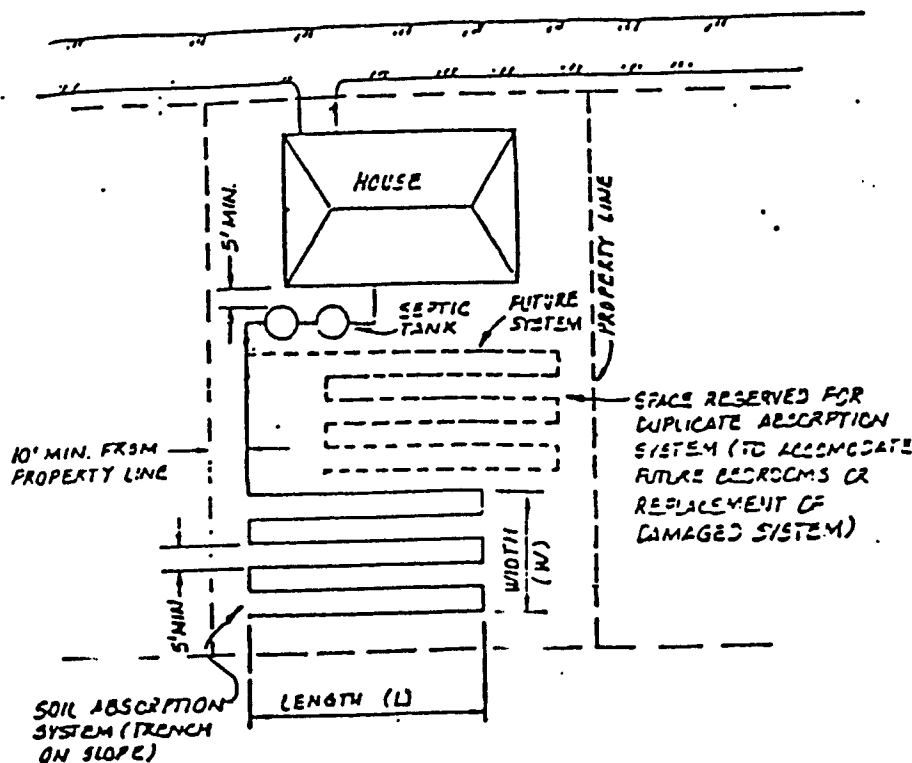 HOUSE
5' MIN.
SEPTIC
TANK
FUTURE
SYSTEM
PROPERTY LINE
SPACE RESERVED FOR
DUPLICATE ABSORPTION
SYSTEM (TO ACCOMODATE
FUTURE BEDROOMS OR
REPLACEMENT OF
DAMAGED SYSTEM)
10' MIN. FROM
PROPERTY LINE
WIDTH
(W)
5' MIN
LENGTH (L)
SOIL ABSORPTION
SYSTEM (TRENCH
ON SLOPE)